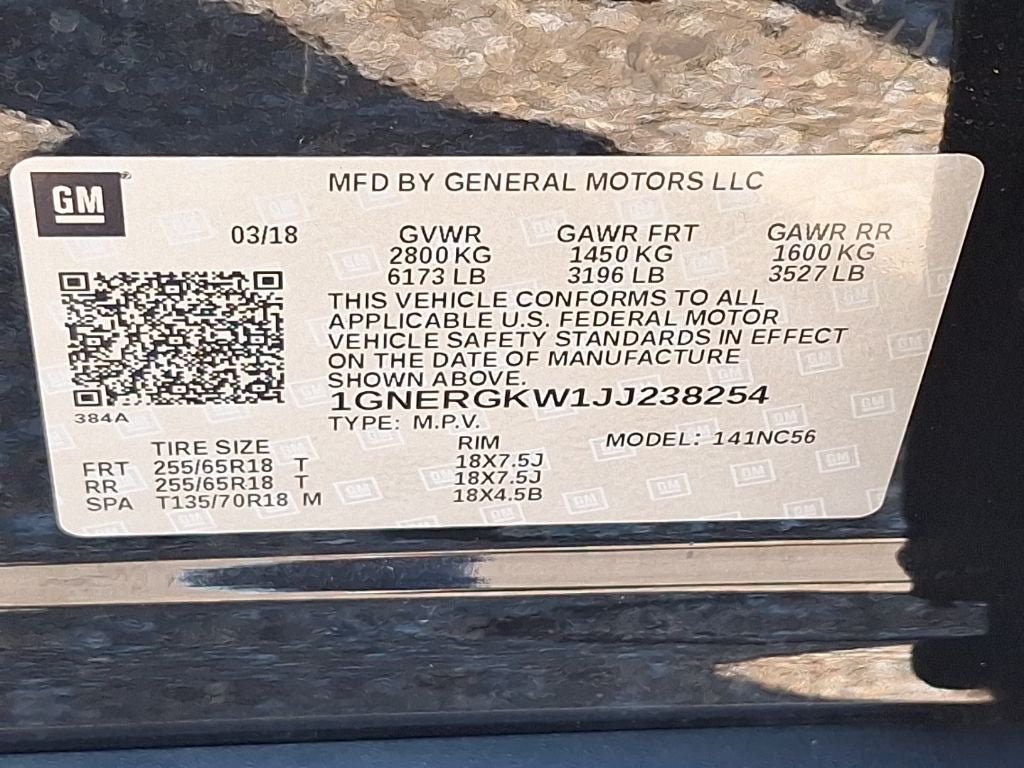 GM
MFD BY GENERAL MOTORS LLC
03/18 GVWR GAWR FRT GAWR RR
2800 KG 1450 KG 1600 KG
6173 LB 3196 LB 3527 LB
THIS VEHICLE CONFORMS TO ALL
APPLICABLE U.S. FEDERAL MOTOR
VEHICLE SAFETY STANDARDS IN EFFECT
ON THE DATE OF MANUFACTURE
SHOWN ABOVE.
384A
1GNERGKW1JJ238254
TYPE: M.P.V.
MODEL: 141NC56
TIRE SIZE RIM
FRT 255/65R18 T 18X7.5J
RR 255/65R18 T 18X7.5J
SPA T135/70R18 M 18X4.5B